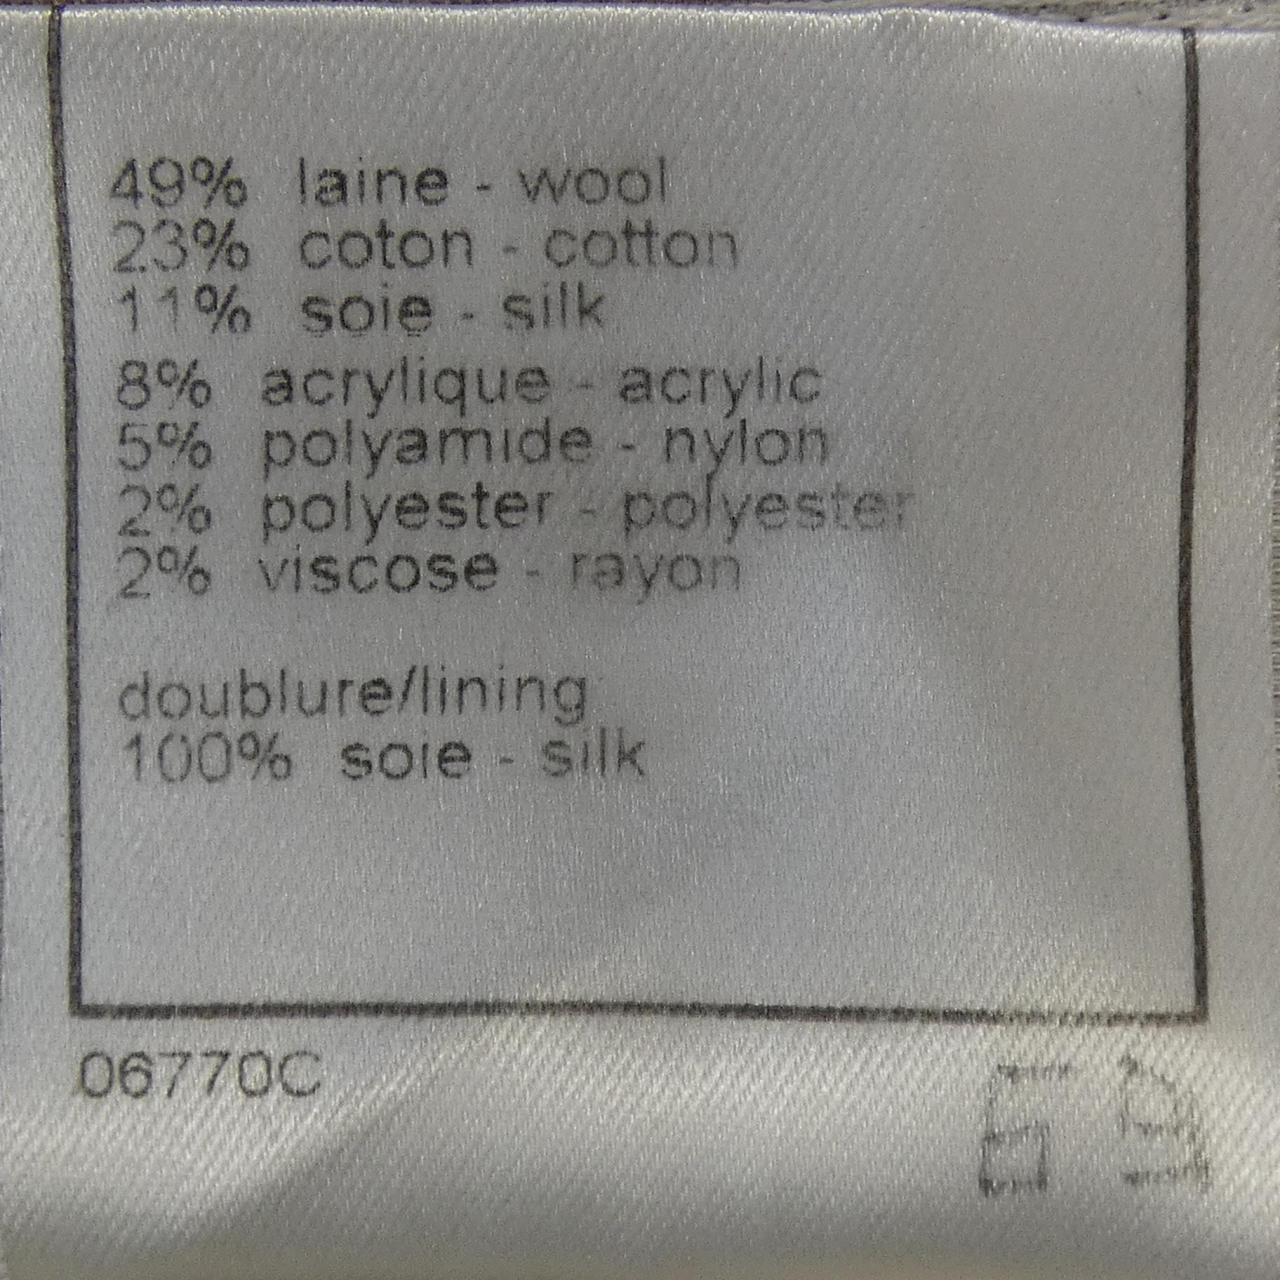 49% laine - wool
23% coton - cotton
11% soie - silk
8% acrylique - acrylic
5% polyamide - nylon
2% polyester - polyester
2% viscose - rayon
doublure/lining
100% soie - silk
06770C